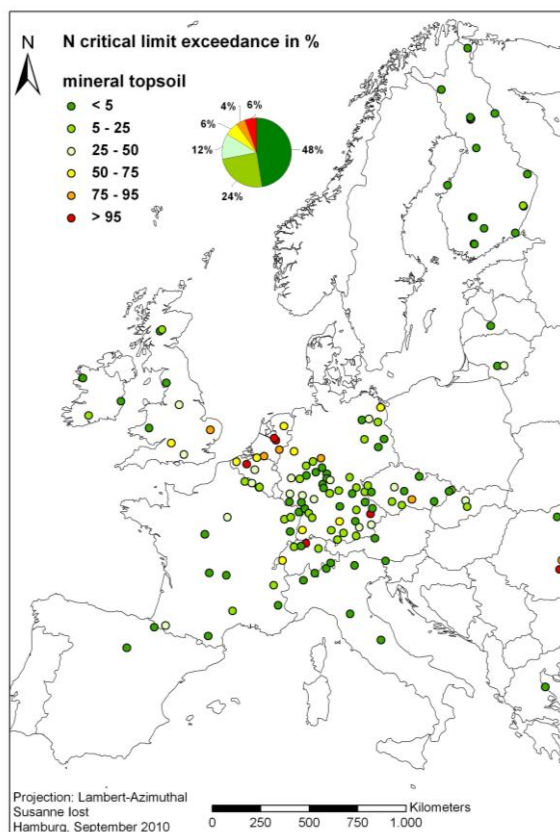 N
N critical limit exceedance in %
mineral topsoil
< 5
5 - 25
25 - 50
50 - 75
75 - 95
> 95
4%
6%
6%
12%
48%
24%
Projection: Lambert-Azimuthal
Susanne Iost
Hamburg, September 2010
Kilometers
0 250 500 750 1.000